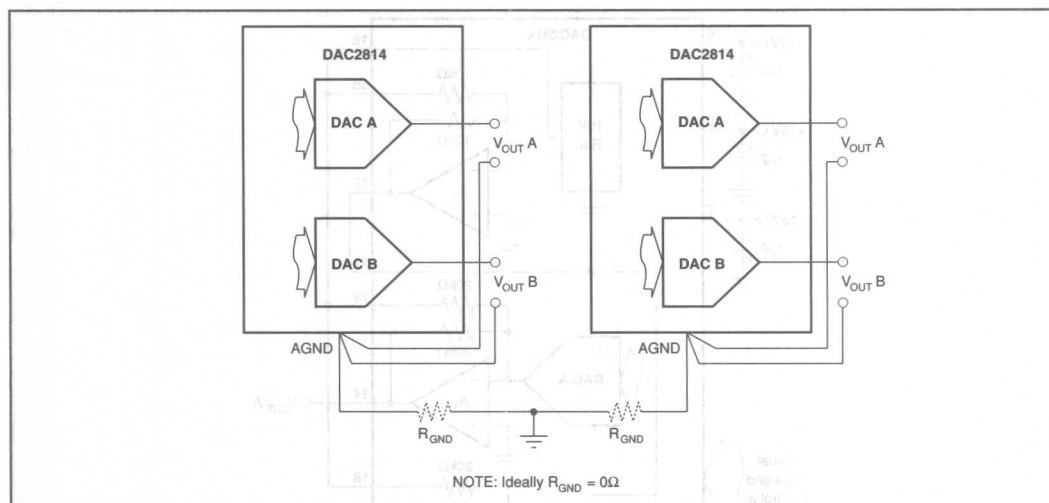 DAC2814
DAC A
V_OUT A
DAC B
V_OUT B
AGND
R_GND
DAC2814
DAC A
V_OUT A
DAC B
V_OUT B
AGND
R_GND
NOTE: Ideally R_GND = 0Ω